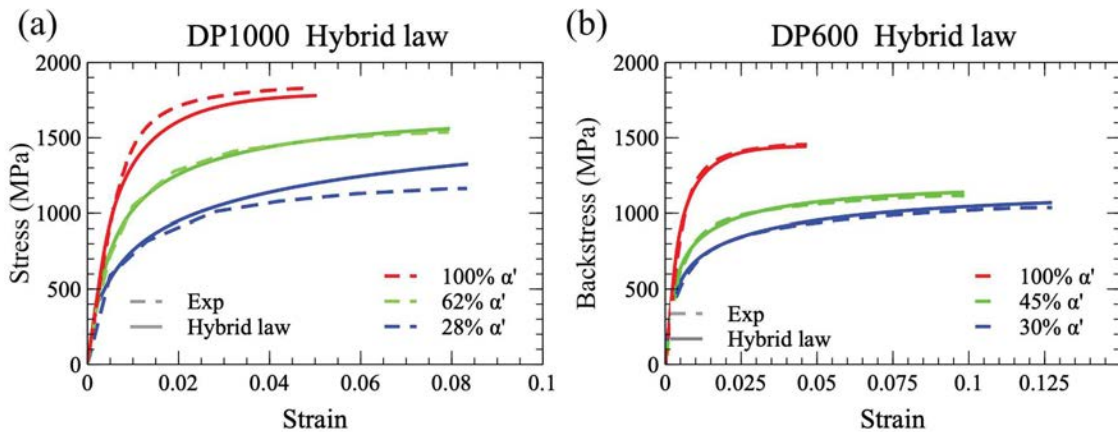 (a)
DP1000 Hybrid law
2000
1500
1000
500
0
Stress (MPa)
Exp
Hybrid law
100% α'
62% α'
28% α'
0
0.02
0.04
0.06
0.08
0.1
Strain
(b)
DP600 Hybrid law
2000
1500
1000
500
0
Backstress (MPa)
Exp
Hybrid law
100% α'
45% α'
30% α'
0
0.025
0.05
0.075
0.1
0.125
Strain